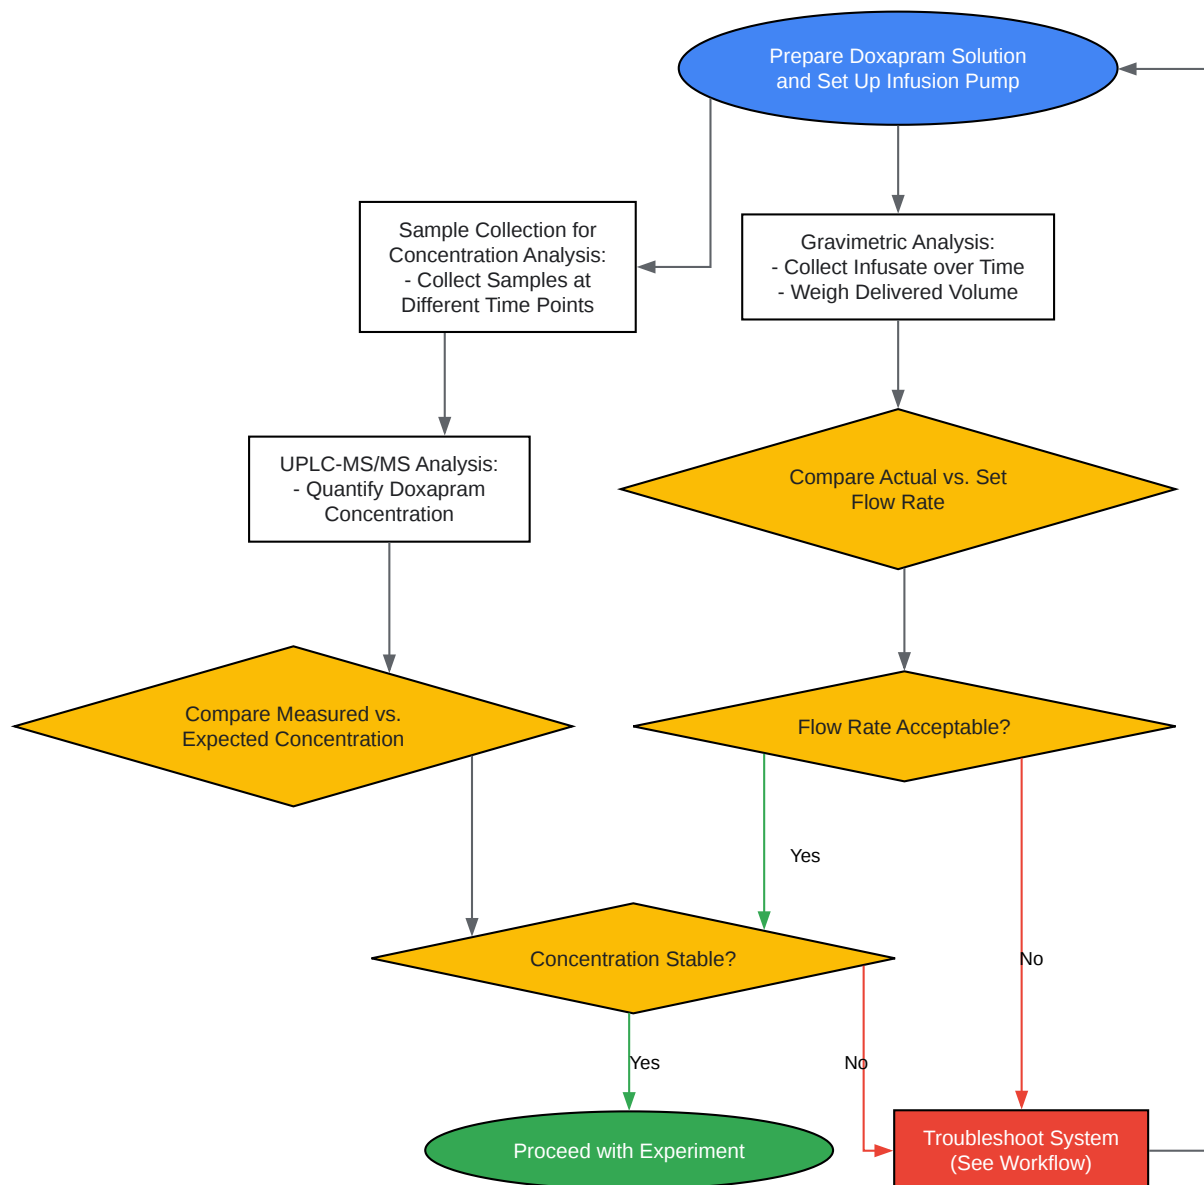 Prepare Doxapram Solution
and Set Up Infusion Pump
Sample Collection for
Concentration Analysis:
- Collect Samples at
Different Time Points
Gravimetric Analysis:
- Collect Infusate over Time
- Weigh Delivered Volume
UPLC-MS/MS Analysis:
- Quantify Doxapram
Concentration
Compare Actual vs. Set
Flow Rate
Compare Measured vs.
Expected Concentration
Flow Rate Acceptable?
Yes
Concentration Stable?
No
Yes
No
Proceed with Experiment
Troubleshoot System
(See Workflow)